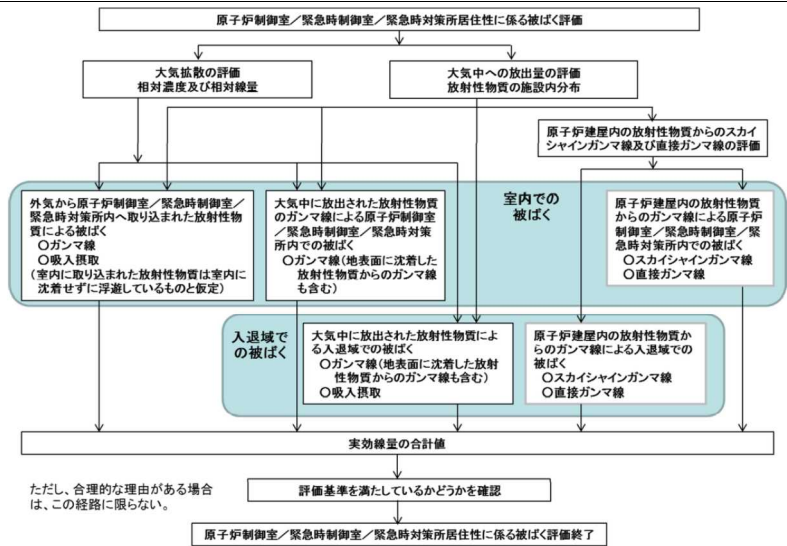 原子炉制御室／緊急時制御室／緊急時対策所居住性に係る被ばく評価
大気拡散の評価
相対濃度及び相対線量
大気中への放出量の評価
放射性物質の施設内分布
原子炉建屋内の放射性物質からのスカイ
シャインガンマ線及び直接ガンマ線の評価
室内での
被ばく
外気から原子炉制御室／緊急時制御室／
緊急時対策所内へ取り込まれた放射性物
質による被ばく
○ガンマ線
○吸入摂取
(室内に取り込まれた放射性物質は室内に
沈着せずに浮遊しているものと仮定)
大気中に放出された放射性物質
のガンマ線による原子炉制御室
／緊急時制御室／緊急時対策
所内での被ばく
○ガンマ線(地表面に沈着した
放射性物質からのガンマ線
も含む)
原子炉建屋内の放射性物質
からのガンマ線による原子炉
制御室／緊急時制御室／緊
急時対策所内での被ばく
○スカイシャインガンマ線
○直接ガンマ線
入退域で
の被ばく
大気中に放出された放射性物質によ
る入退域での被ばく
○ガンマ線(地表面に沈着した放射
性物質からのガンマ線も含む)
○吸入摂取
原子炉建屋内の放射性物質か
らのガンマ線による入退域での
被ばく
○スカイシャインガンマ線
○直接ガンマ線
実効線量の合計値
ただし、合理的な理由がある場合
は、この経路に限らない。
評価基準を満たしているかどうかを確認
原子炉制御室／緊急時制御室／緊急時対策所居住性に係る被ばく評価終了